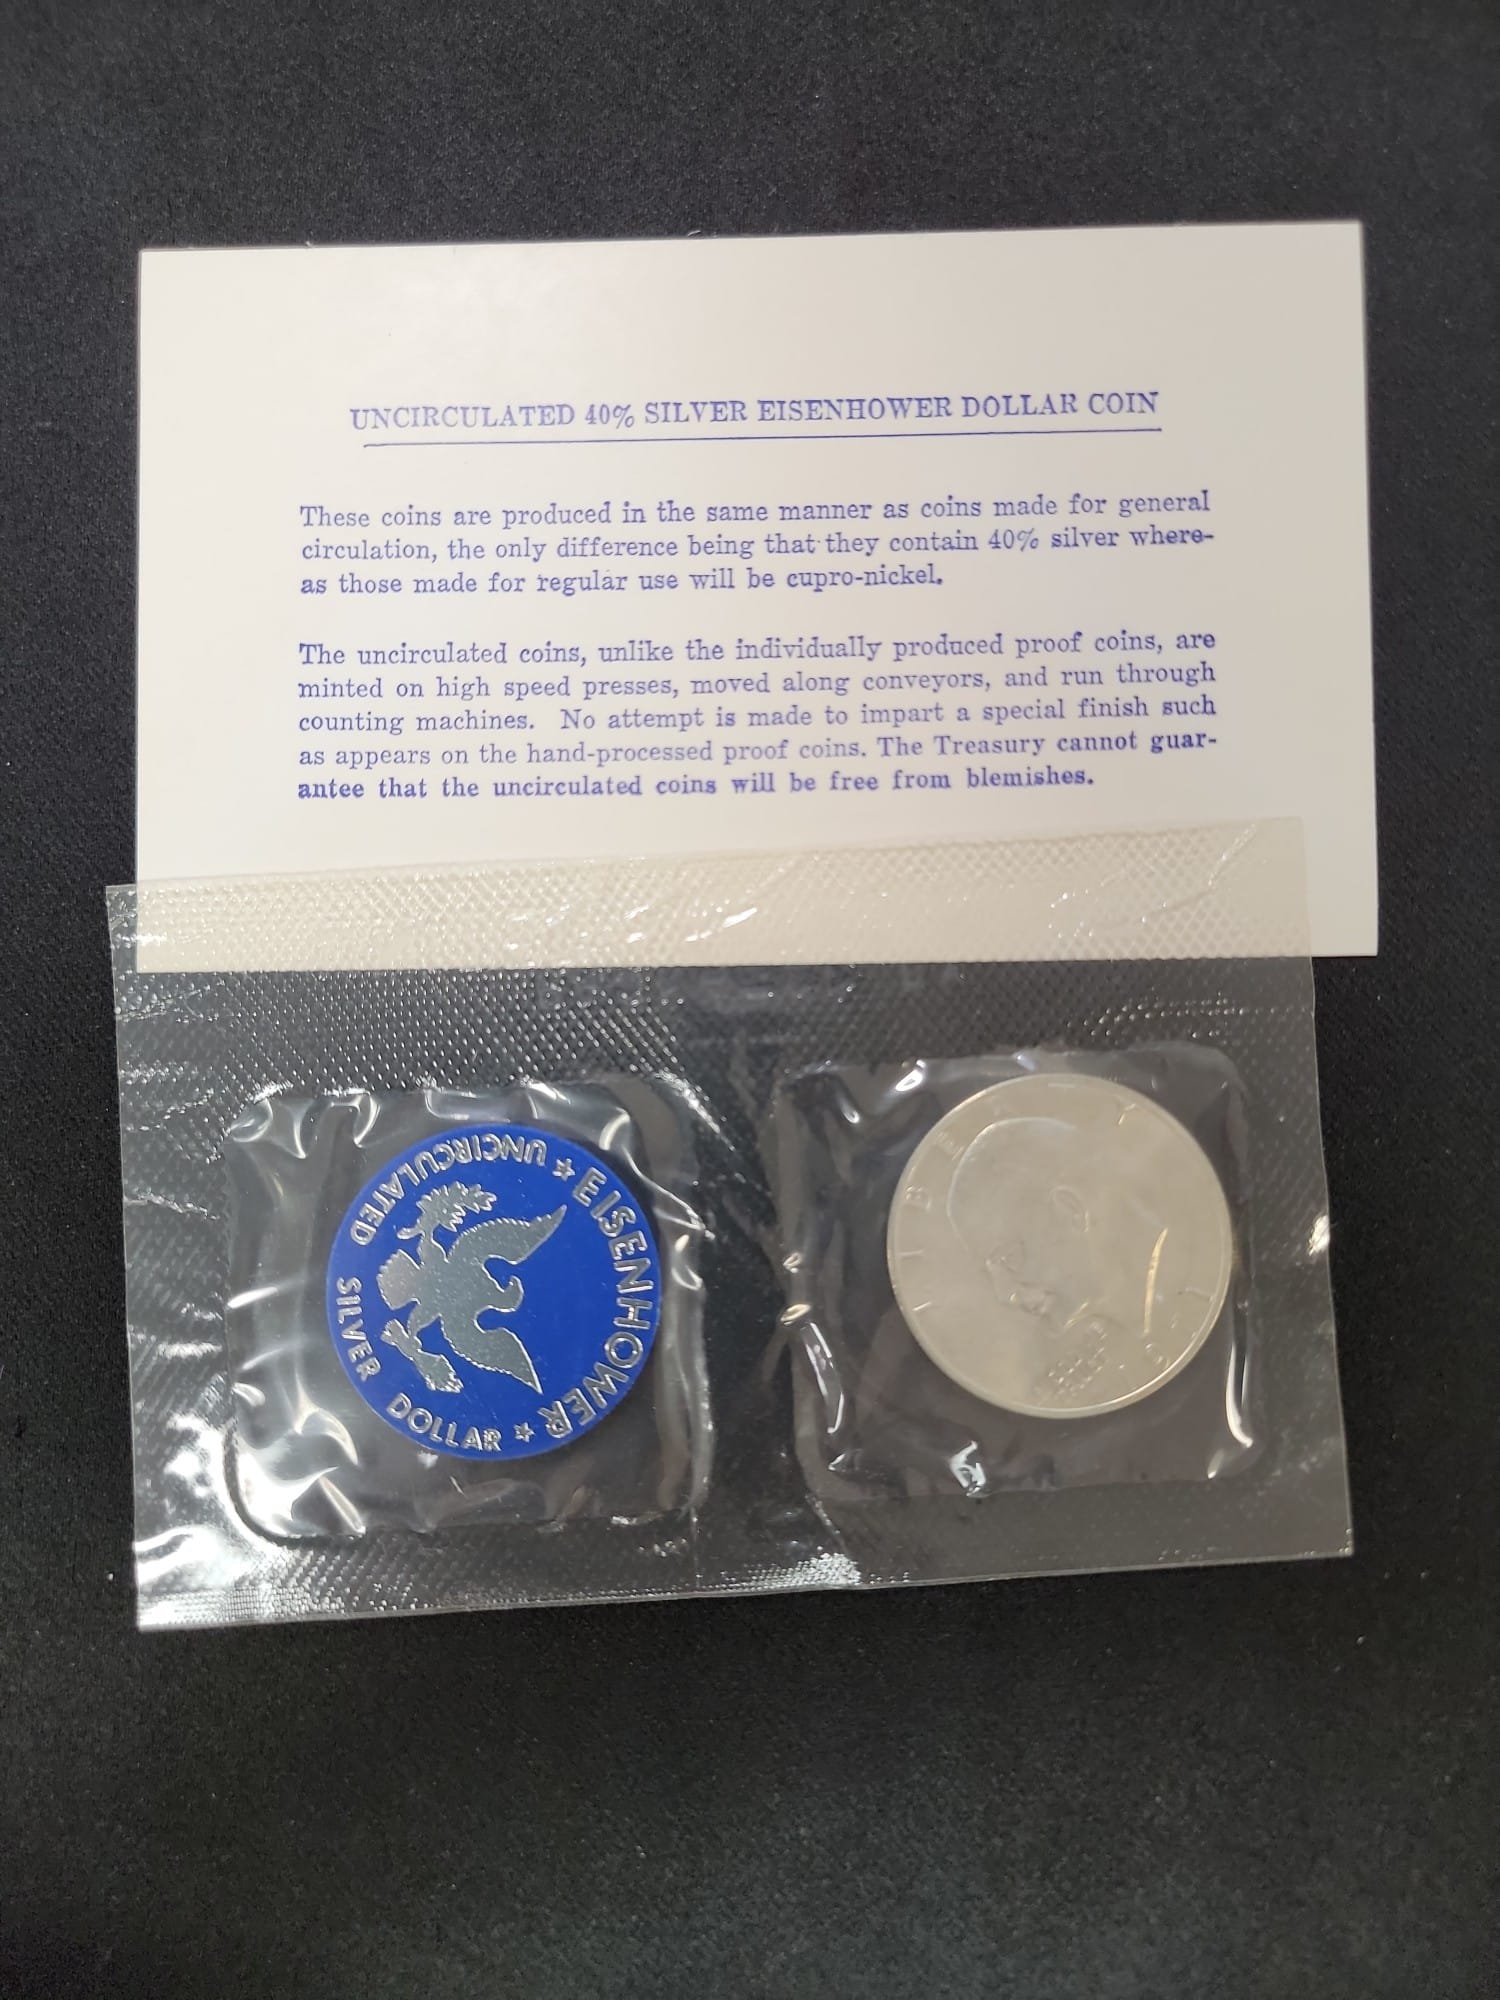 UNCIRCULATED 40% SILVER EISENHOWER DOLLAR COIN
These coins are produced in the same manner as coins made for general
circulation, the only difference being that they contain 40% silver where-
as those made for regular use will be cupro-nickel.
The uncirculated coins, unlike the individually produced proof coins, are
minted on high speed presses, moved along conveyors, and run through
counting machines. No attempt is made to impart a special finish such
as appears on the hand-processed proof coins. The Treasury cannot guar-
antee that the uncirculated coins will be free from blemishes.
★ EISENHOWER ★
UNCIRCULATED
SILVER DOLLAR
LIBERTY